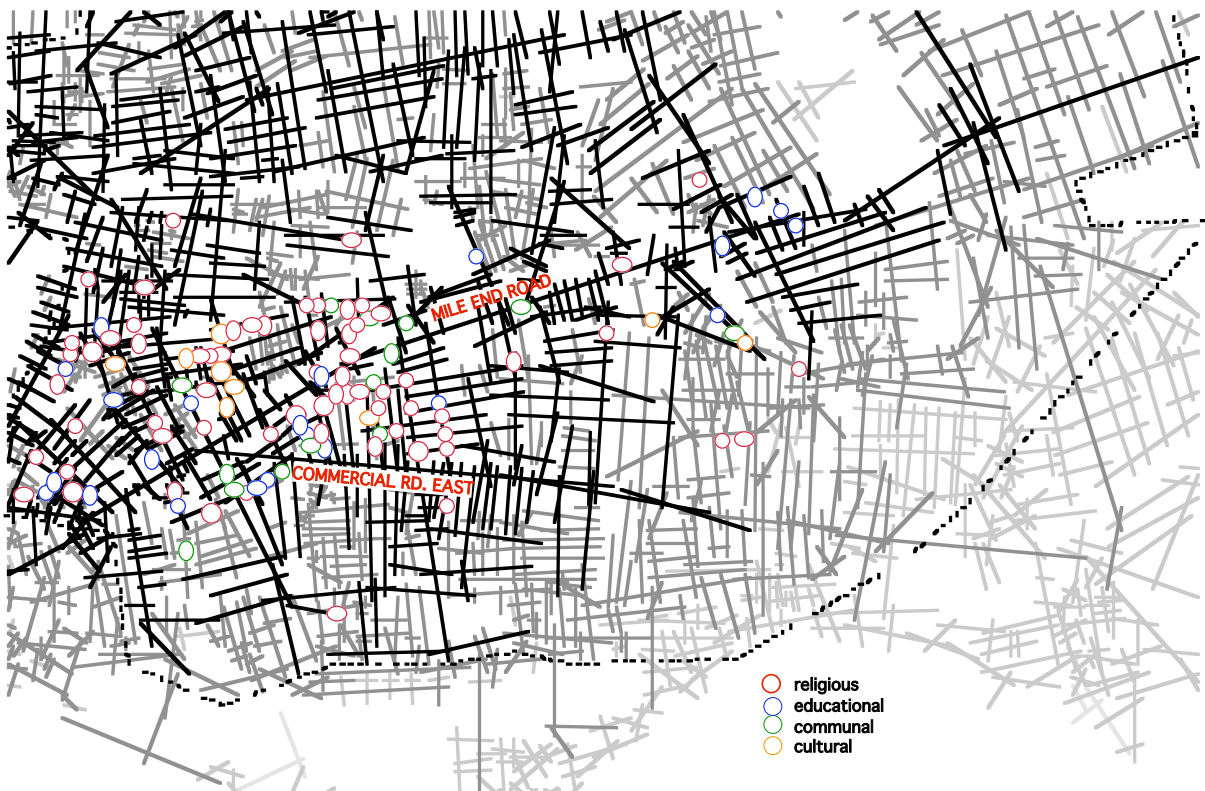 MILE END ROAD
COMMERCIAL RD. EAST
religious
educational
communal
cultural